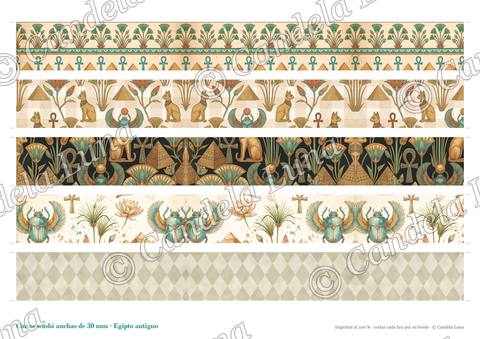 © Candela Luna
Cintas washi anchas de 30 mm · Egipto antiguo
Imprimir al 100 % · cortar cada tira por su borde · © Candela Luna